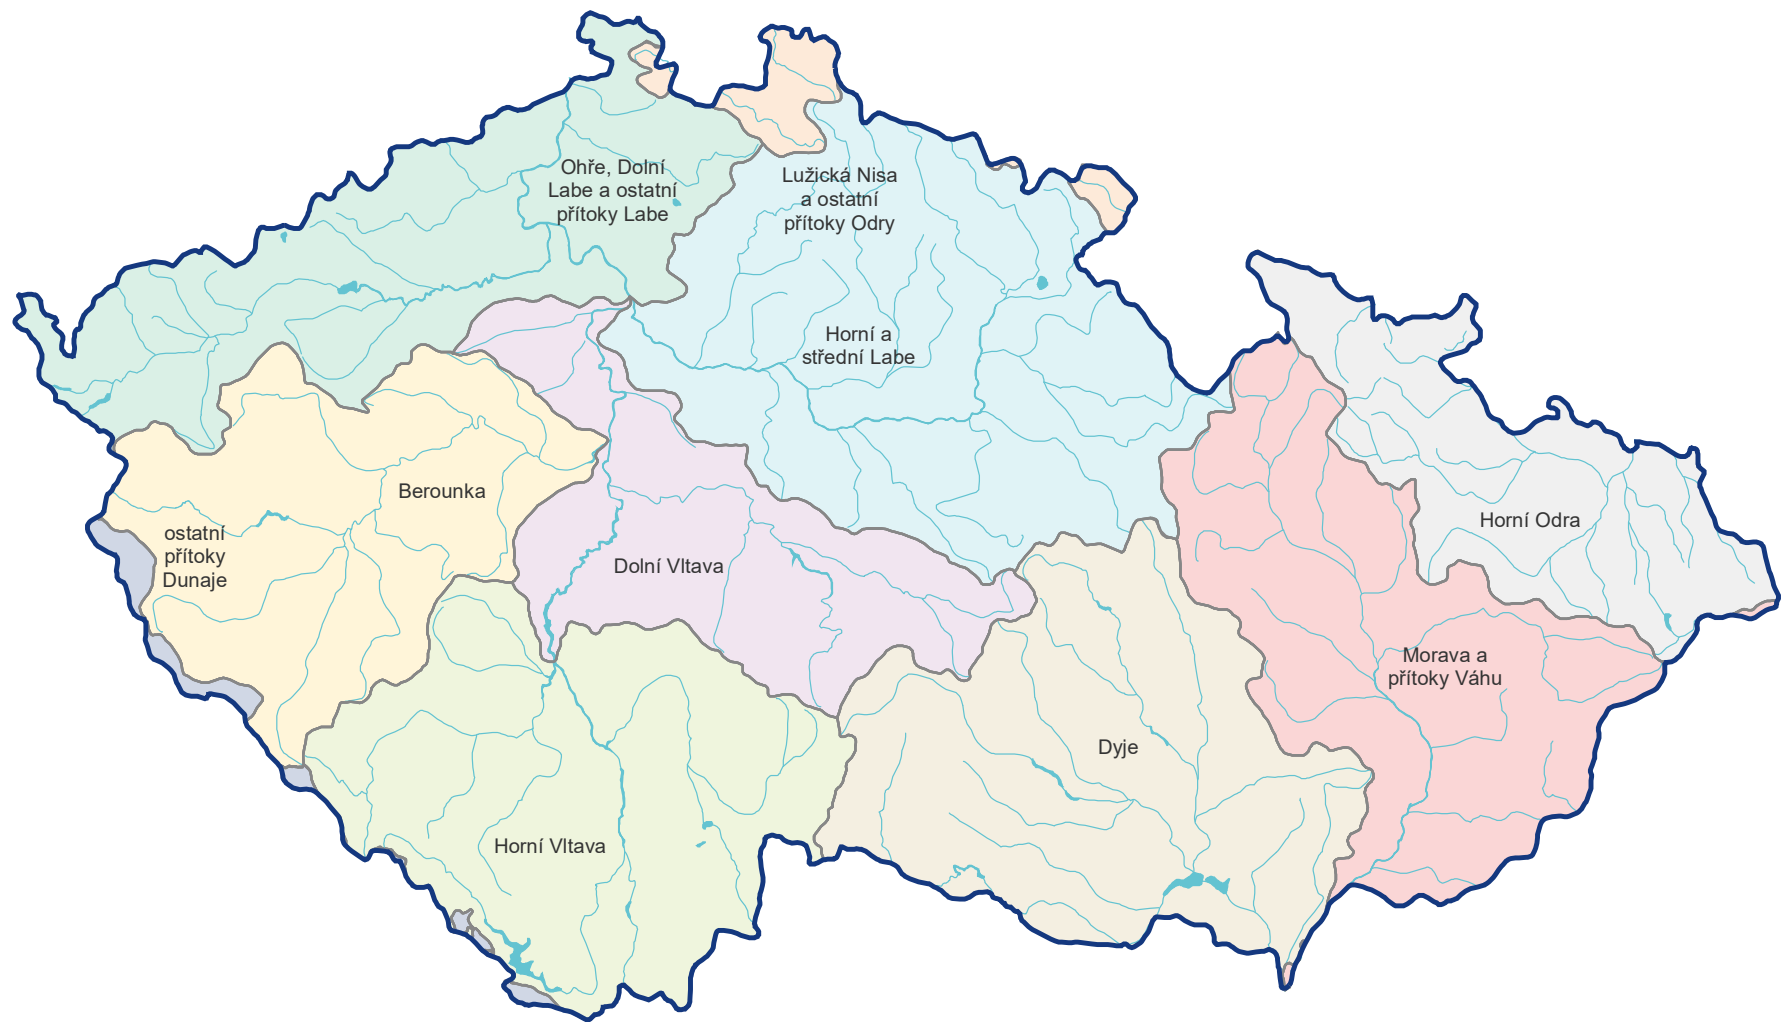 Ohře, Dolní
Labe a ostatní
přítoky Labe
Lužická Nisa
a ostatní
přítoky Odry
Horní a
střední Labe
Berounka
ostatní
přítoky
Dunaje
Dolní Vltava
Horní Odra
Morava a
přítoky Váhu
Dyje
Horní Vltava